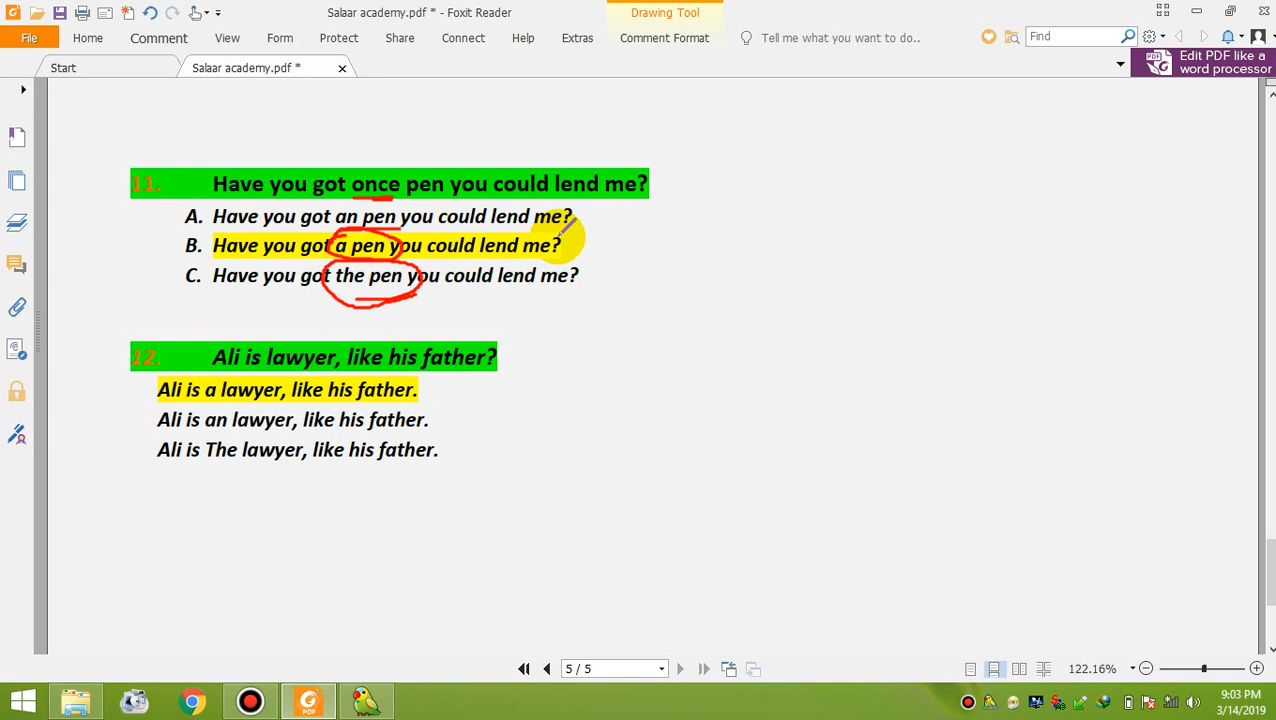 Salaar academy.pdf * - Foxit Reader
Drawing Tool
File Home Comment View Form Protect Share Connect Help Extras Comment Format Tell me what you want to do.. Find
Start Salaar academy.pdf * Edit PDF like a word processor
11. Have you got once pen you could lend me?
A. Have you got an pen you could lend me?
B. Have you got a pen you could lend me?
C. Have you got the pen you could lend me?
12. Ali is lawyer, like his father?
Ali is a lawyer, like his father.
Ali is an lawyer, like his father.
Ali is The lawyer, like his father.
5 / 5 122.16%
PDF 9:03 PM
3/14/2019